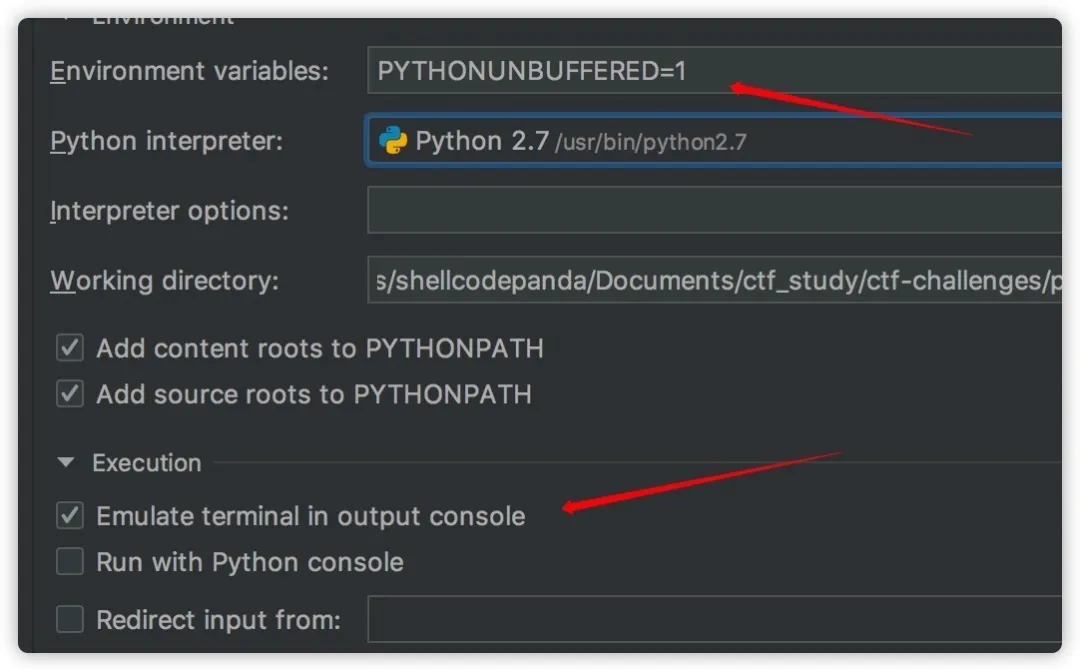 Environment
Environment variables: PYTHONUNBUFFERED=1
Python interpreter: Python 2.7 /usr/bin/python2.7
Interpreter options:
Working directory: s/shellcodepanda/Documents/ctf_study/ctf-challenges/p
Add content roots to PYTHONPATH
Add source roots to PYTHONPATH
Execution
Emulate terminal in output console
Run with Python console
Redirect input from: